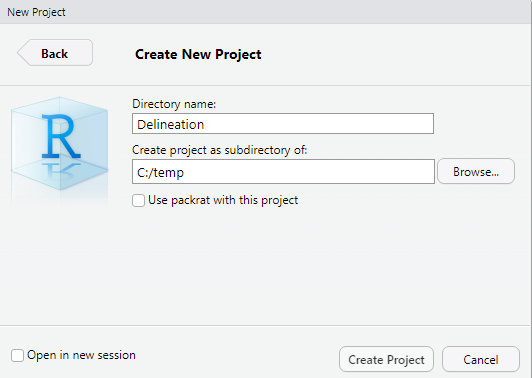 New Project
Back
Create New Project
R
Directory name:
Delineation
Create project as subdirectory of:
C:/temp
Browse...
Use packrat with this project
Open in new session
Create Project
Cancel